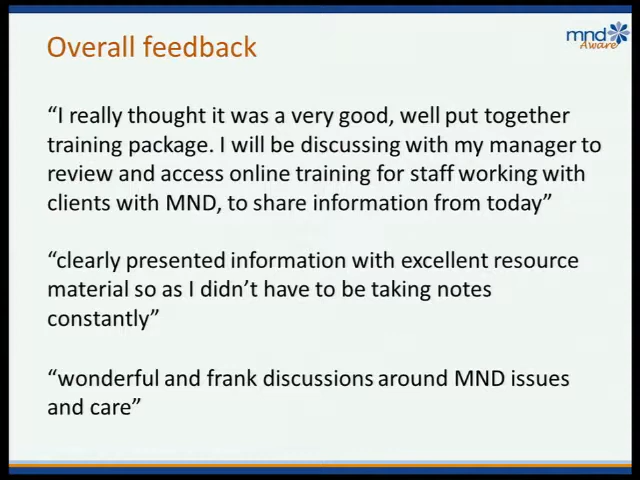 Overall feedback
mnd
Aware
“I really thought it was a very good, well put together
training package. I will be discussing with my manager to
review and access online training for staff working with
clients with MND, to share information from today”
“clearly presented information with excellent resource
material so as I didn’t have to be taking notes
constantly”
“wonderful and frank discussions around MND issues
and care”